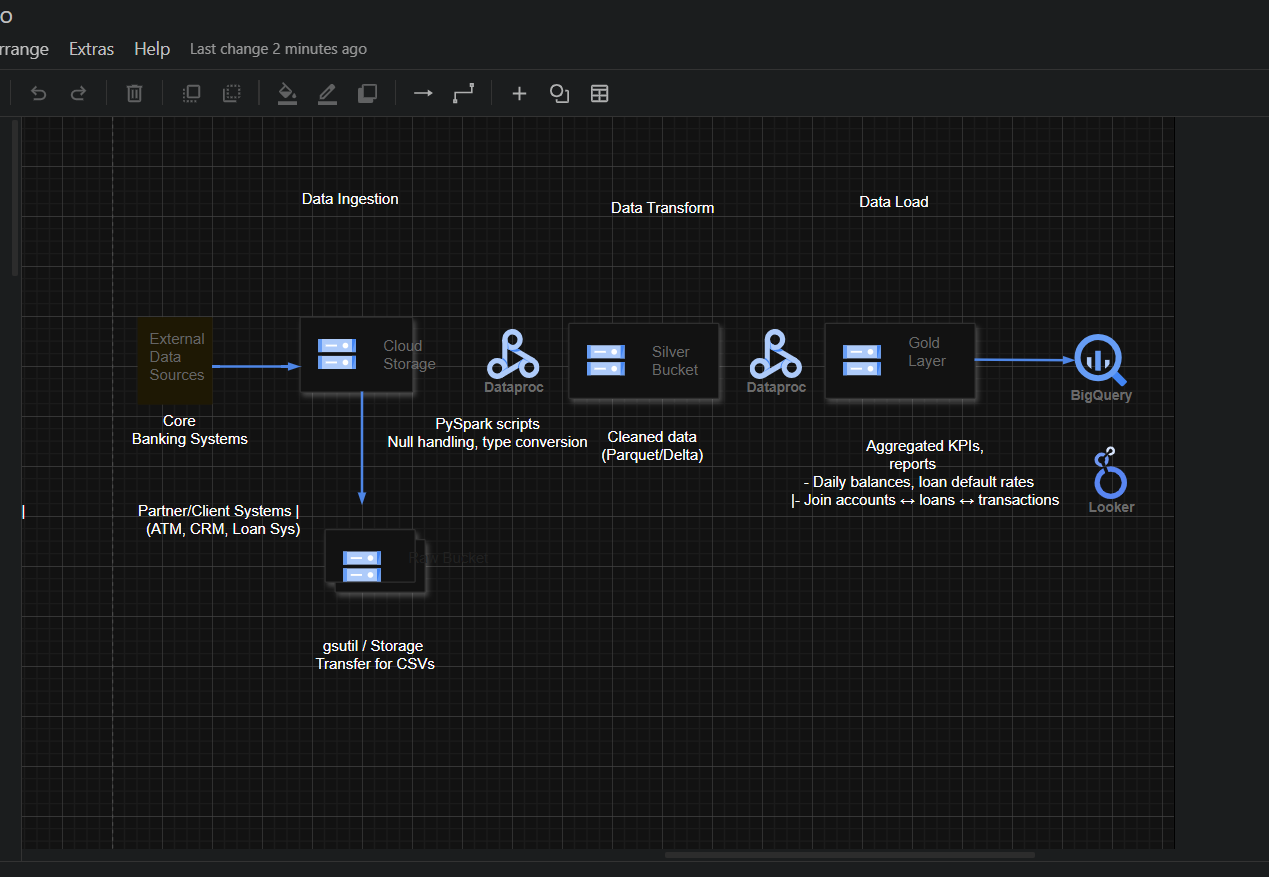 O
rrange Extras Help Last change 2 minutes ago
Data Ingestion
Data Transform
Data Load
External
Data
Sources
Cloud
Storage
Dataproc
Silver
Bucket
Dataproc
Gold
Layer
BigQuery
Core
Banking Systems
PySpark scripts
Null handling, type conversion
Cleaned data
(Parquet/Delta)
Aggregated KPIs,
reports
- Daily balances, loan default rates
|- Join accounts ↔ loans ↔ transactions
Looker
|
Partner/Client Systems |
(ATM, CRM, Loan Sys)
Raw Bucket
gsutil / Storage
Transfer for CSVs